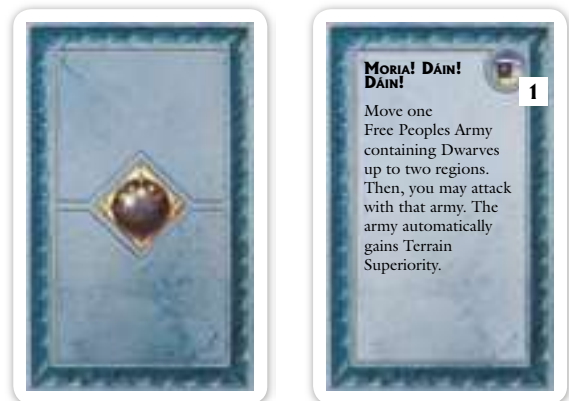 MORIA! DÁIN!
DÁIN!
1
Move one
Free Peoples Army
containing Dwarves
up to two regions.
Then, you may attack
with that army. The
army automatically
gains Terrain
Superiority.